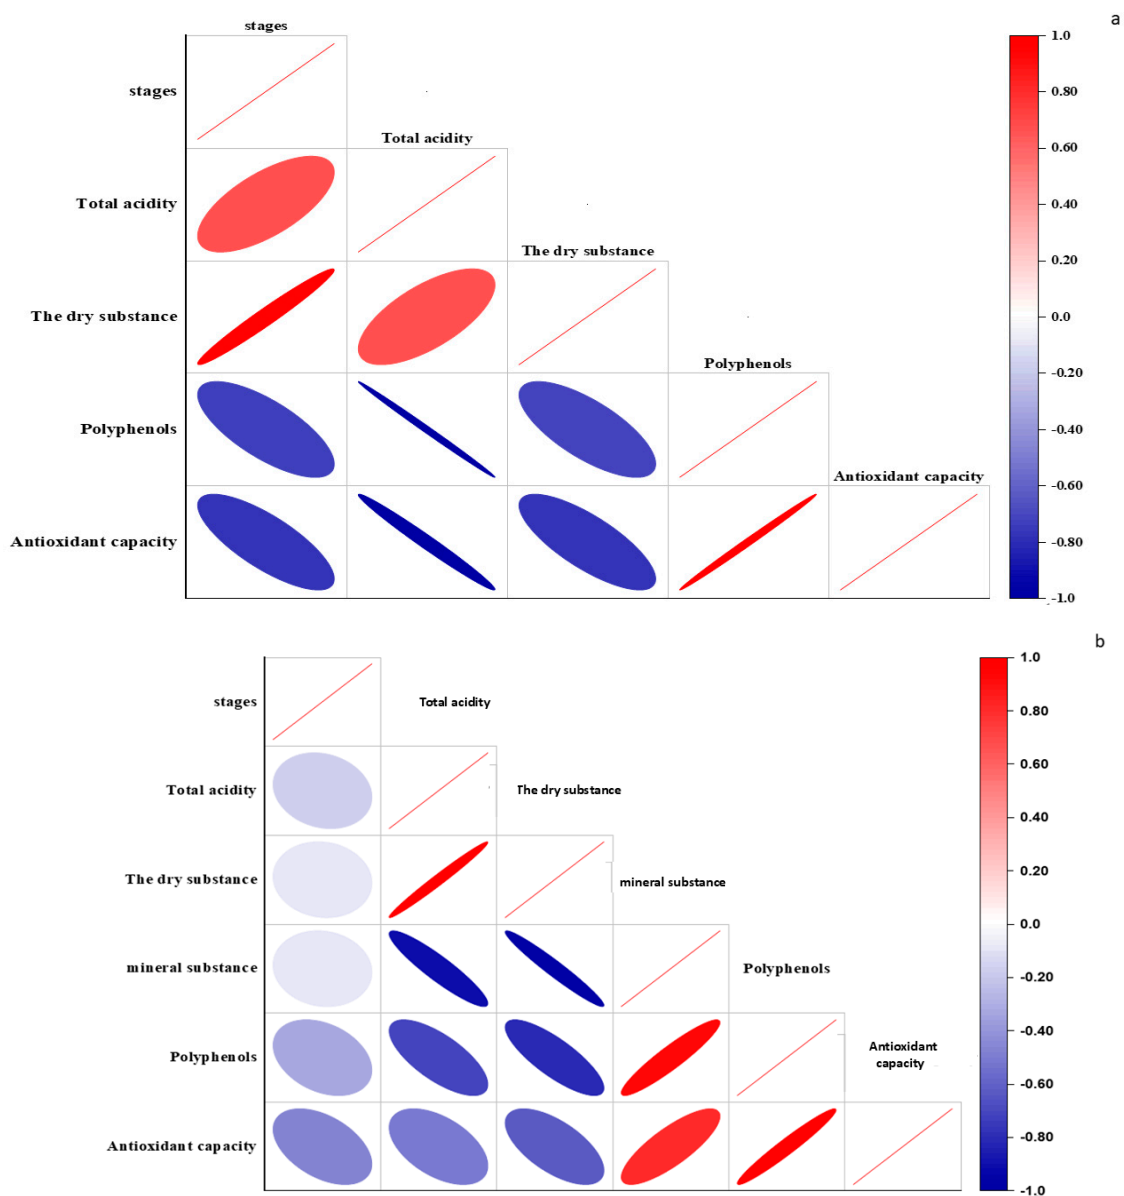 a
stages
1.0
stages
0.80
Total acidity
0.60
Total acidity
0.40
The dry substance
0.20
The dry substance
0.0
Polyphenols
-0.20
Polyphenols
-0.40
Antioxidant capacity
-0.60
Antioxidant capacity
-0.80
-1.0
b
1.0
stages
Total acidity
0.80
0.60
Total acidity
The dry substance
0.40
The dry substance
mineral substance
0.20
0.0
mineral substance
Polyphenols
-0.20
-0.40
Polyphenols
Antioxidant
capacity
-0.60
Antioxidant capacity
-0.80
-1.0